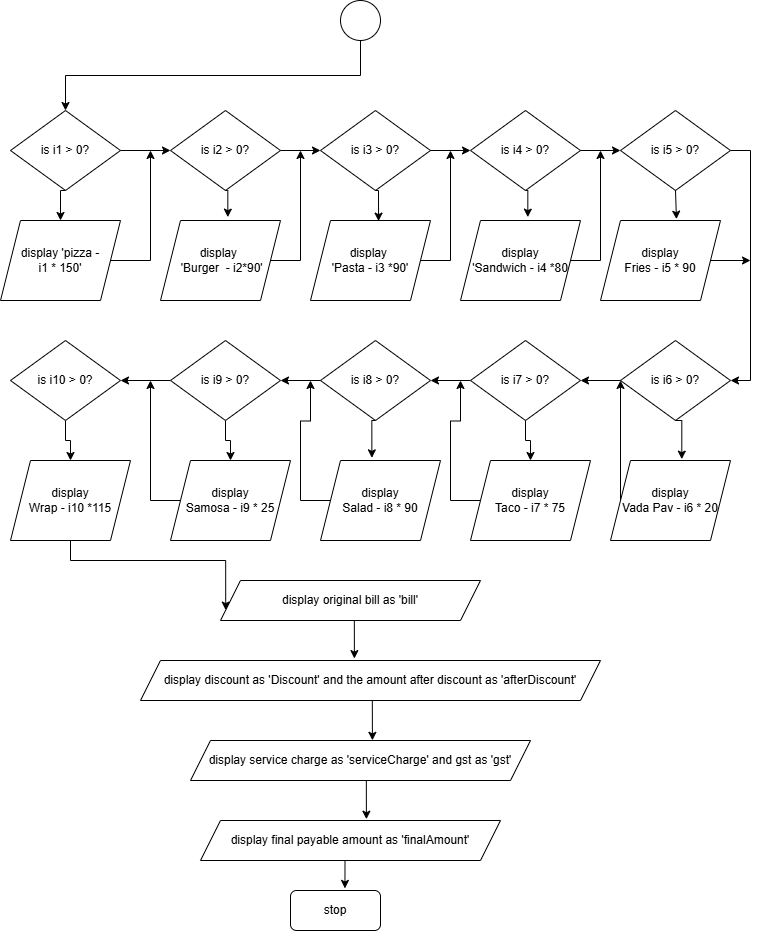 is i1 > 0?
is i2 > 0?
is i3 > 0?
is i4 > 0?
is i5 > 0?
display 'pizza -
i1 * 150'
display
'Burger  - i2*90'
display
'Pasta - i3 *90'
display
'Sandwich - i4 *80
display
Fries - i5 * 90
is i10 > 0?
is i9 > 0?
is i8 > 0?
is i7 > 0?
is i6 > 0?
display
Wrap - i10 *115
display
Samosa - i9 * 25
display
Salad - i8 * 90
display
Taco - i7 * 75
display
Vada Pav - i6 * 20
display original bill as 'bill'
display discount as 'Discount' and the amount after discount as 'afterDiscount'
display service charge as 'serviceCharge' and gst as 'gst'
display final payable amount as 'finalAmount'
stop